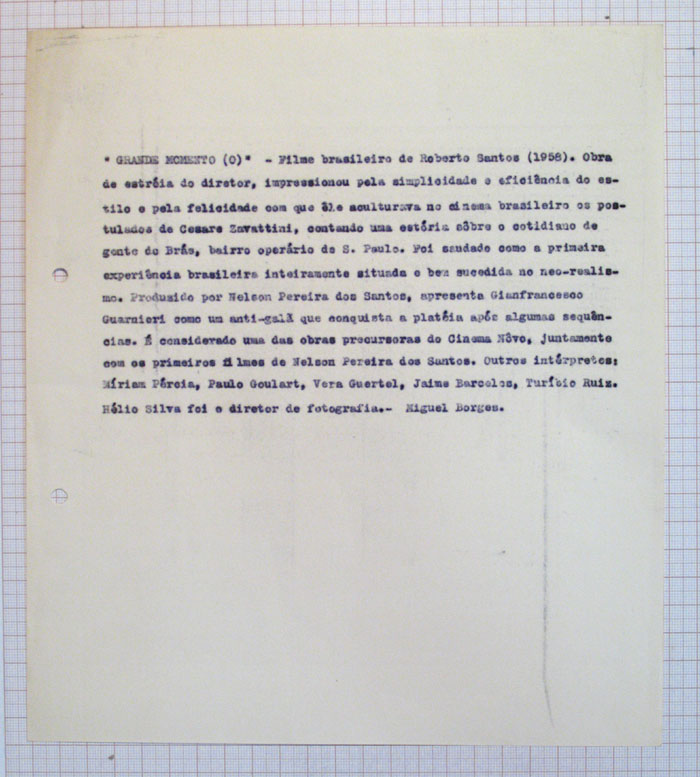 " GRANDE MOMENTO (O)" - Filme brasileiro de Roberto Santos (1958). Obra
de estréia do diretor, impressionou pela simplicidade e eficiência do es-
tilo e pela felicidade com que êle aculturava no cinema brasileiro os pos-
tulados de Cesare Zavattini, contando uma estória sôbre o cotidiano de
gente do Brás, bairro operário de S. Paulo. Foi saudado como a primeira
experiência brasileira inteiramente situada e bem sucedida no neo-realis-
mo. Produzido por Nelson Pereira dos Santos, apresenta Gianfrancesco
Guarnieri como um anti-galã que conquista a platéia após algumas sequên-
cias. É considerado uma das obras precursoras do Cinema Nôvo, juntamente
com os primeiros filmes de Nelson Pereira dos Santos. Outros intérpretes:
Míriam Pércia, Paulo Goulart, Vera Guertel, Jaime Barcelos, Turíbio Ruiz.
Hélio Silva foi o diretor de fotografia.- Miguel Borges.